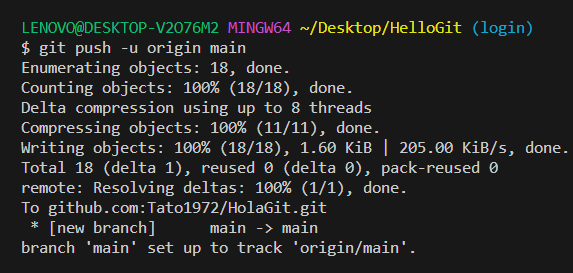 LENOVO@DESKTOP-V2O76M2 MINGW64 ~/Desktop/HelloGit (login)
$ git push -u origin main
Enumerating objects: 18, done.
Counting objects: 100% (18/18), done.
Delta compression using up to 8 threads
Compressing objects: 100% (11/11), done.
Writing objects: 100% (18/18), 1.60 KiB | 205.00 KiB/s, done.
Total 18 (delta 1), reused 0 (delta 0), pack-reused 0
remote: Resolving deltas: 100% (1/1), done.
To github.com:Tato1972/HolaGit.git
 * [new branch]      main -> main
branch 'main' set up to track 'origin/main'.